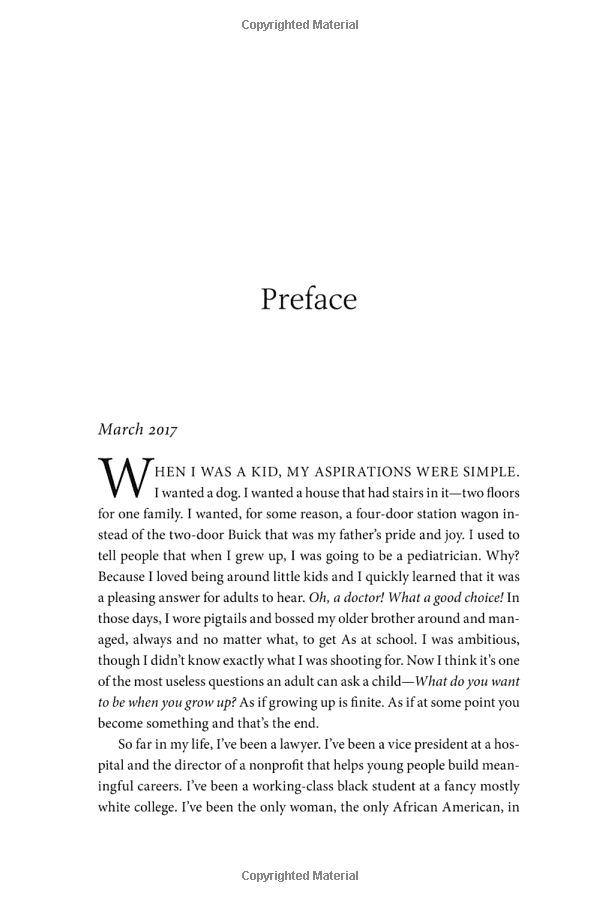 Copyrighted Material
Preface
March 2017
WHEN I WAS A KID, MY ASPIRATIONS WERE SIMPLE.
I wanted a dog. I wanted a house that had stairs in it—two floors
for one family. I wanted, for some reason, a four-door station wagon in-
stead of the two-door Buick that was my father's pride and joy. I used to
tell people that when I grew up, I was going to be a pediatrician. Why?
Because I loved being around little kids and I quickly learned that it was
a pleasing answer for adults to hear. Oh, a doctor! What a good choice! In
those days, I wore pigtails and bossed my older brother around and man-
aged, always and no matter what, to get As at school. I was ambitious,
though I didn't know exactly what I was shooting for. Now I think it's one
of the most useless questions an adult can ask a child—What do you want
to be when you grow up? As if growing up is finite. As if at some point you
become something and that's the end.
So far in my life, I've been a lawyer. I've been a vice president at a hos-
pital and the director of a nonprofit that helps young people build mean-
ingful careers. I've been a working-class black student at a fancy mostly
white college. I've been the only woman, the only African American, in
Copyrighted Material